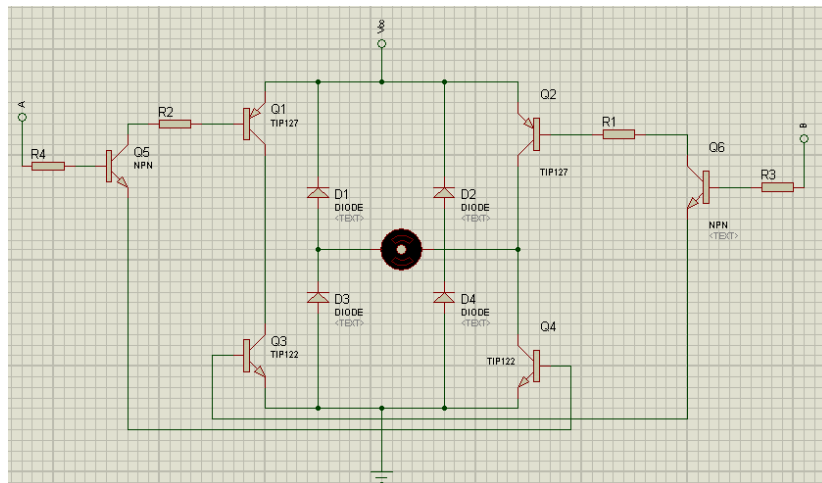 A
B
R4
Q5
NPN
R2
Q1
TIP127
Q2
TIP127
R1
Q6
NPN
<TEXT>
R3
D1
DIODE
<TEXT>
D2
DIODE
<TEXT>
D3
DIODE
<TEXT>
D4
DIODE
<TEXT>
Q3
TIP122
Q4
TIP122